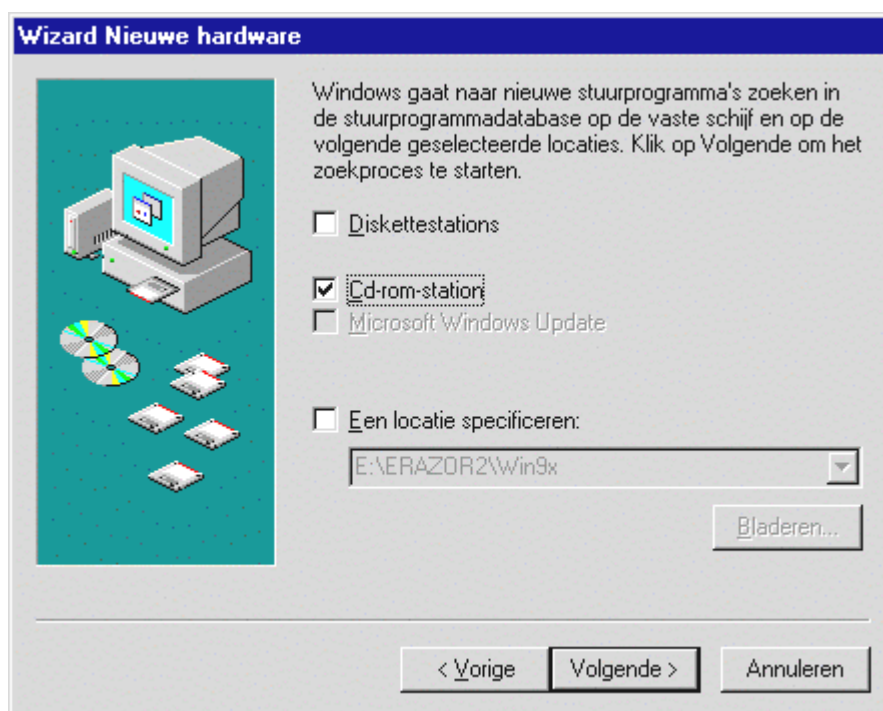 Wizard Nieuwe hardware
Windows gaat naar nieuwe stuurprogramma's zoeken in
de stuurprogrammadatabase op de vaste schijf en op de
volgende geselecteerde locaties. Klik op Volgende om het
zoekproces te starten.
Diskettestations
Cd-rom-station
Microsoft Windows Update
Een locatie specificeren:
E:\ERAZOR2\Win9x
Bladeren...
< Vorige
Volgende >
Annuleren